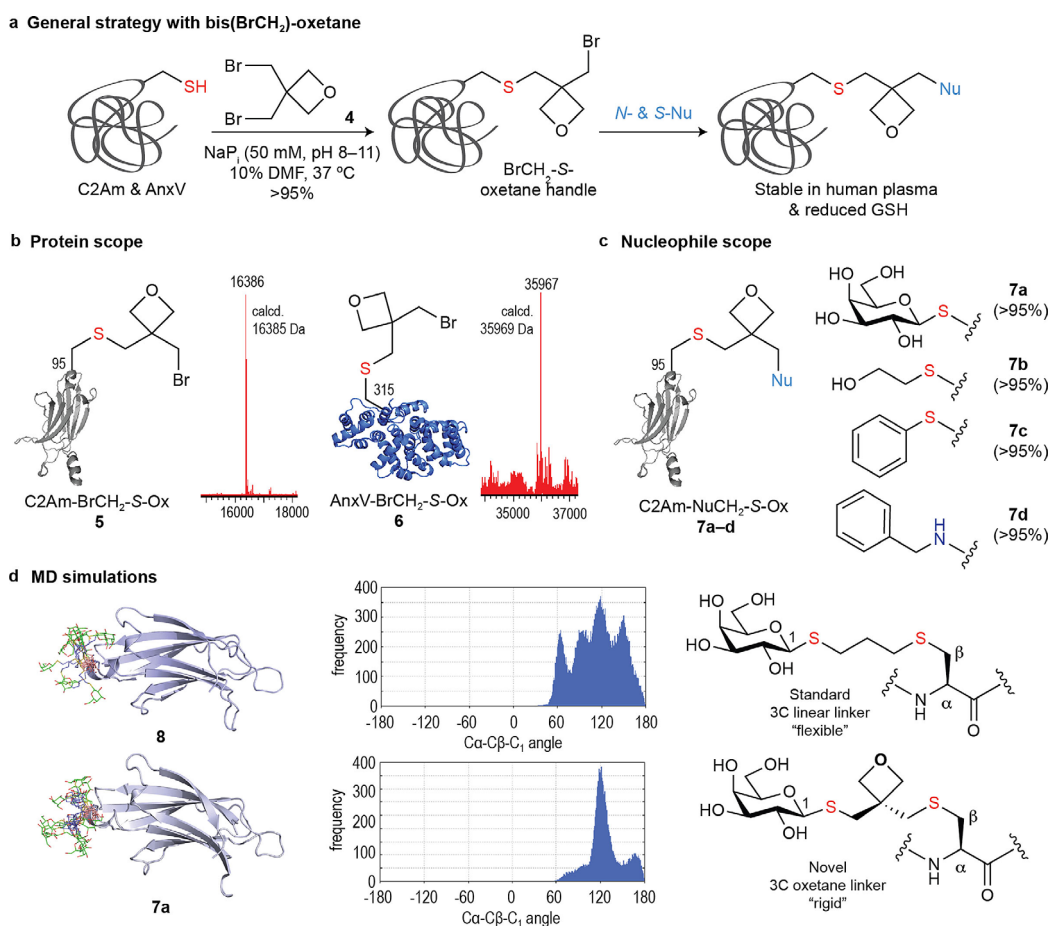 a General strategy with bis(BrCH₂)-oxetane
SH
Br
Br
O
4
NaPᵢ (50 mM, pH 8–11)
10% DMF, 37 ºC
>95%
C2Am & AnxV
S
Br
O
BrCH₂-S-
oxetane handle
N- & S-Nu
S
Nu
O
Stable in human plasma
& reduced GSH
b Protein scope
O
S
Br
95
C2Am-BrCH₂-S-Ox
5
16386
calcd.
16385 Da
16000 18000
O
Br
S
315
AnxV-BrCH₂-S-Ox
6
35967
calcd.
35969 Da
35000 37000
c Nucleophile scope
O
S
95
Nu
C2Am-NuCH₂-S-Ox
7a–d
OH
HO
O
HO
S
OH
7a
(>95%)
HO
S
7b
(>95%)
S
7c
(>95%)
H
N
7d
(>95%)
d MD simulations
8
400
300
200
100
0
frequency
-180 -120 -60 0 60 120 180
Cα-Cβ-C₁ angle
HO
OH
O
1
HO
OH
S
S
β
N
H
α
O
Standard
3C linear linker
“flexible”
7a
400
300
200
100
0
frequency
-180 -120 -60 0 60 120 180
Cα-Cβ-C₁ angle
O
HO
OH
O
1
HO
OH
S
S
β
N
H
α
O
Novel
3C oxetane linker
“rigid”